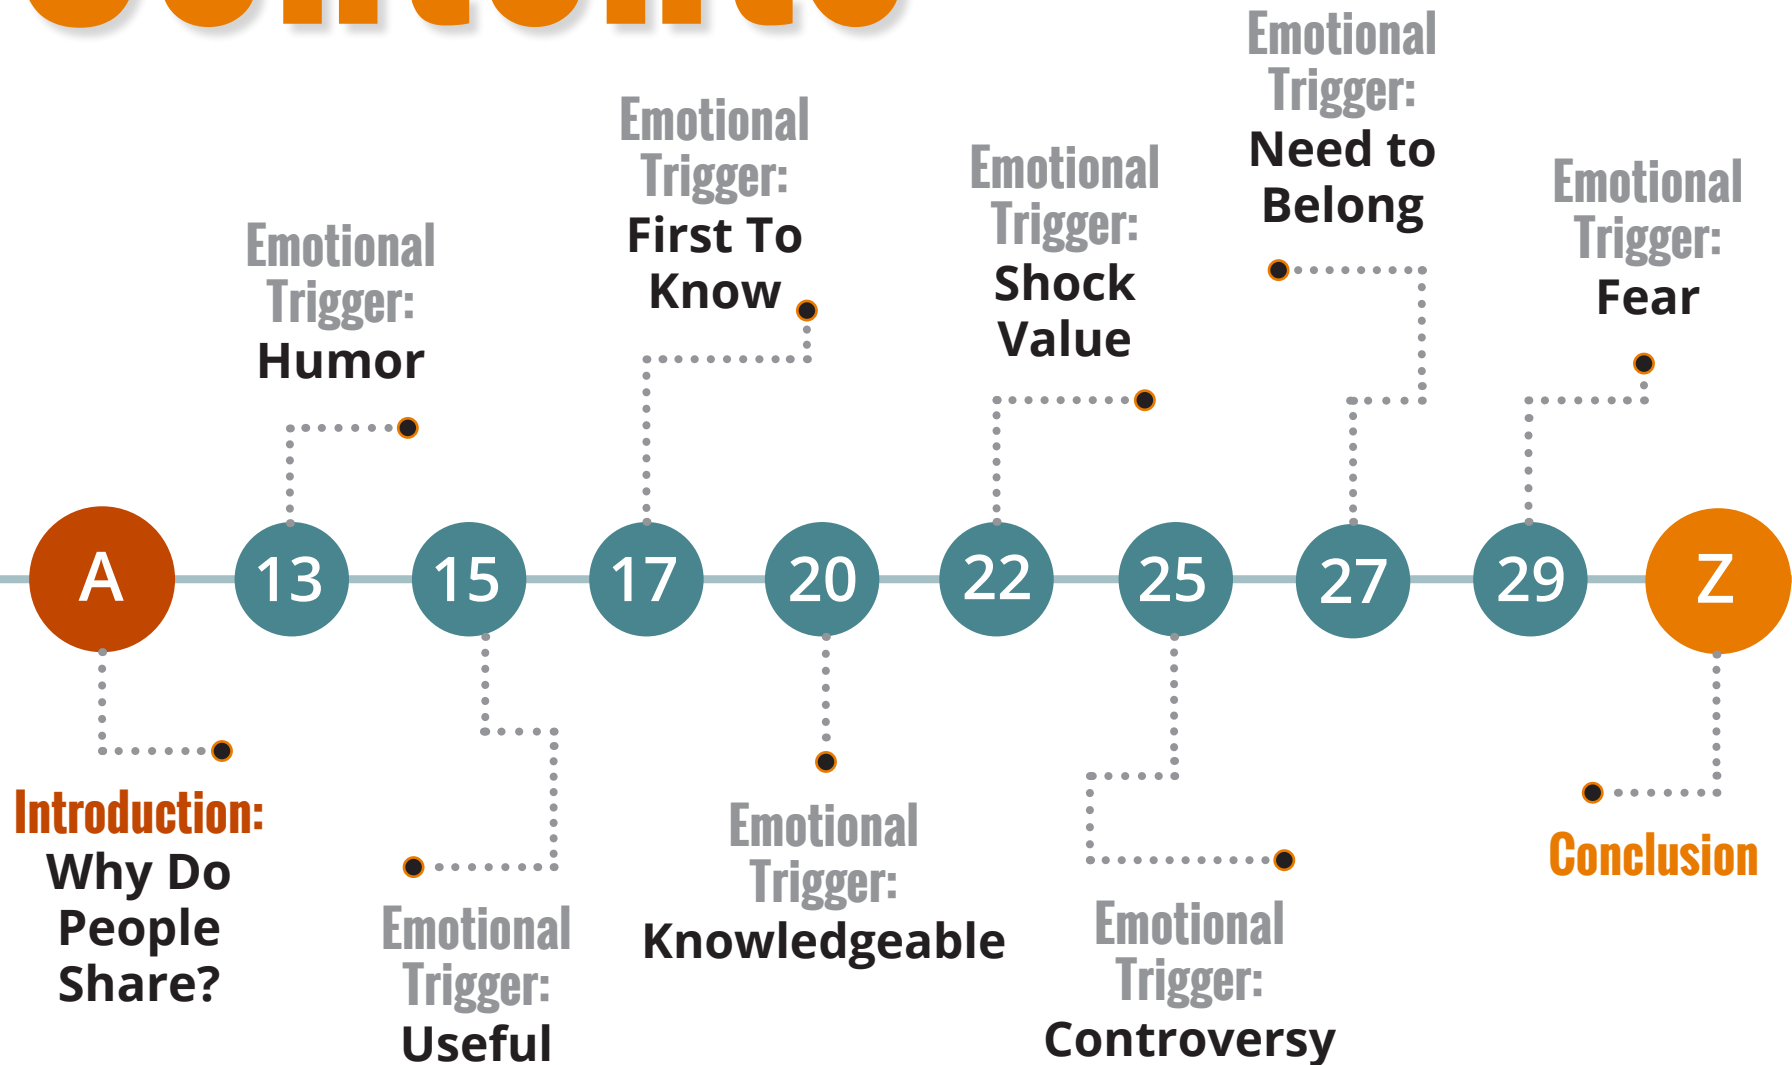 Emotional
Trigger:
Humor
Emotional
Trigger:
First To
Know
Emotional
Trigger:
Shock
Value
Emotional
Trigger:
Need to
Belong
Emotional
Trigger:
Fear
A
13
15
17
20
22
25
27
29
Z
Introduction:
Why Do
People
Share?
Emotional
Trigger:
Useful
Emotional
Trigger:
Knowledgeable
Emotional
Trigger:
Controversy
Conclusion